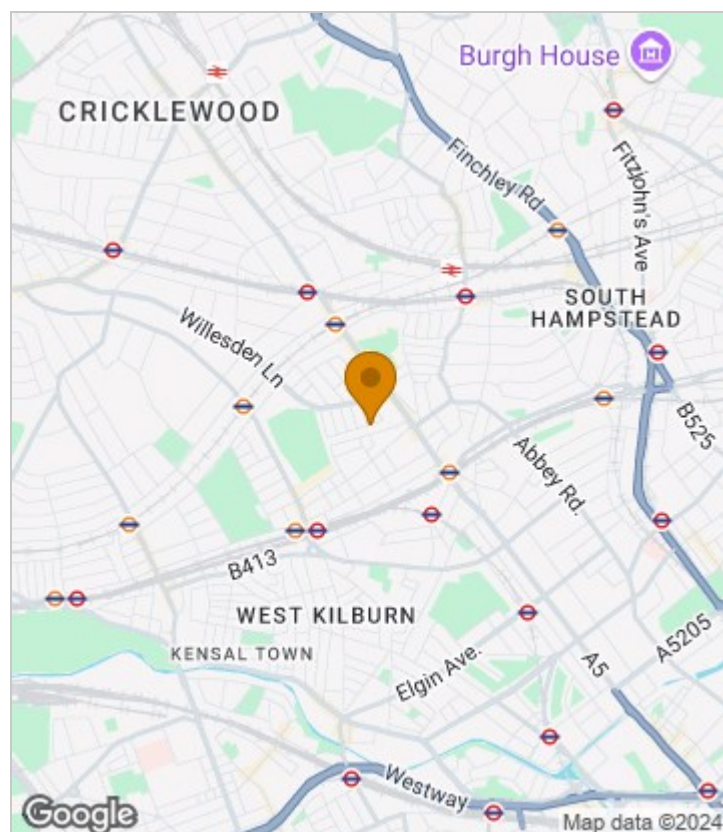 Burgh House
CRICKLEWOOD
Finchley Rd
Fitzjohn's Ave
SOUTH
HAMPSTEAD
Willesden Ln
B525
Abbey Rd.
B413
WEST KILBURN
KENSAL TOWN
Elgin Ave.
A5
A5205
Westway
Google
Map data ©2024